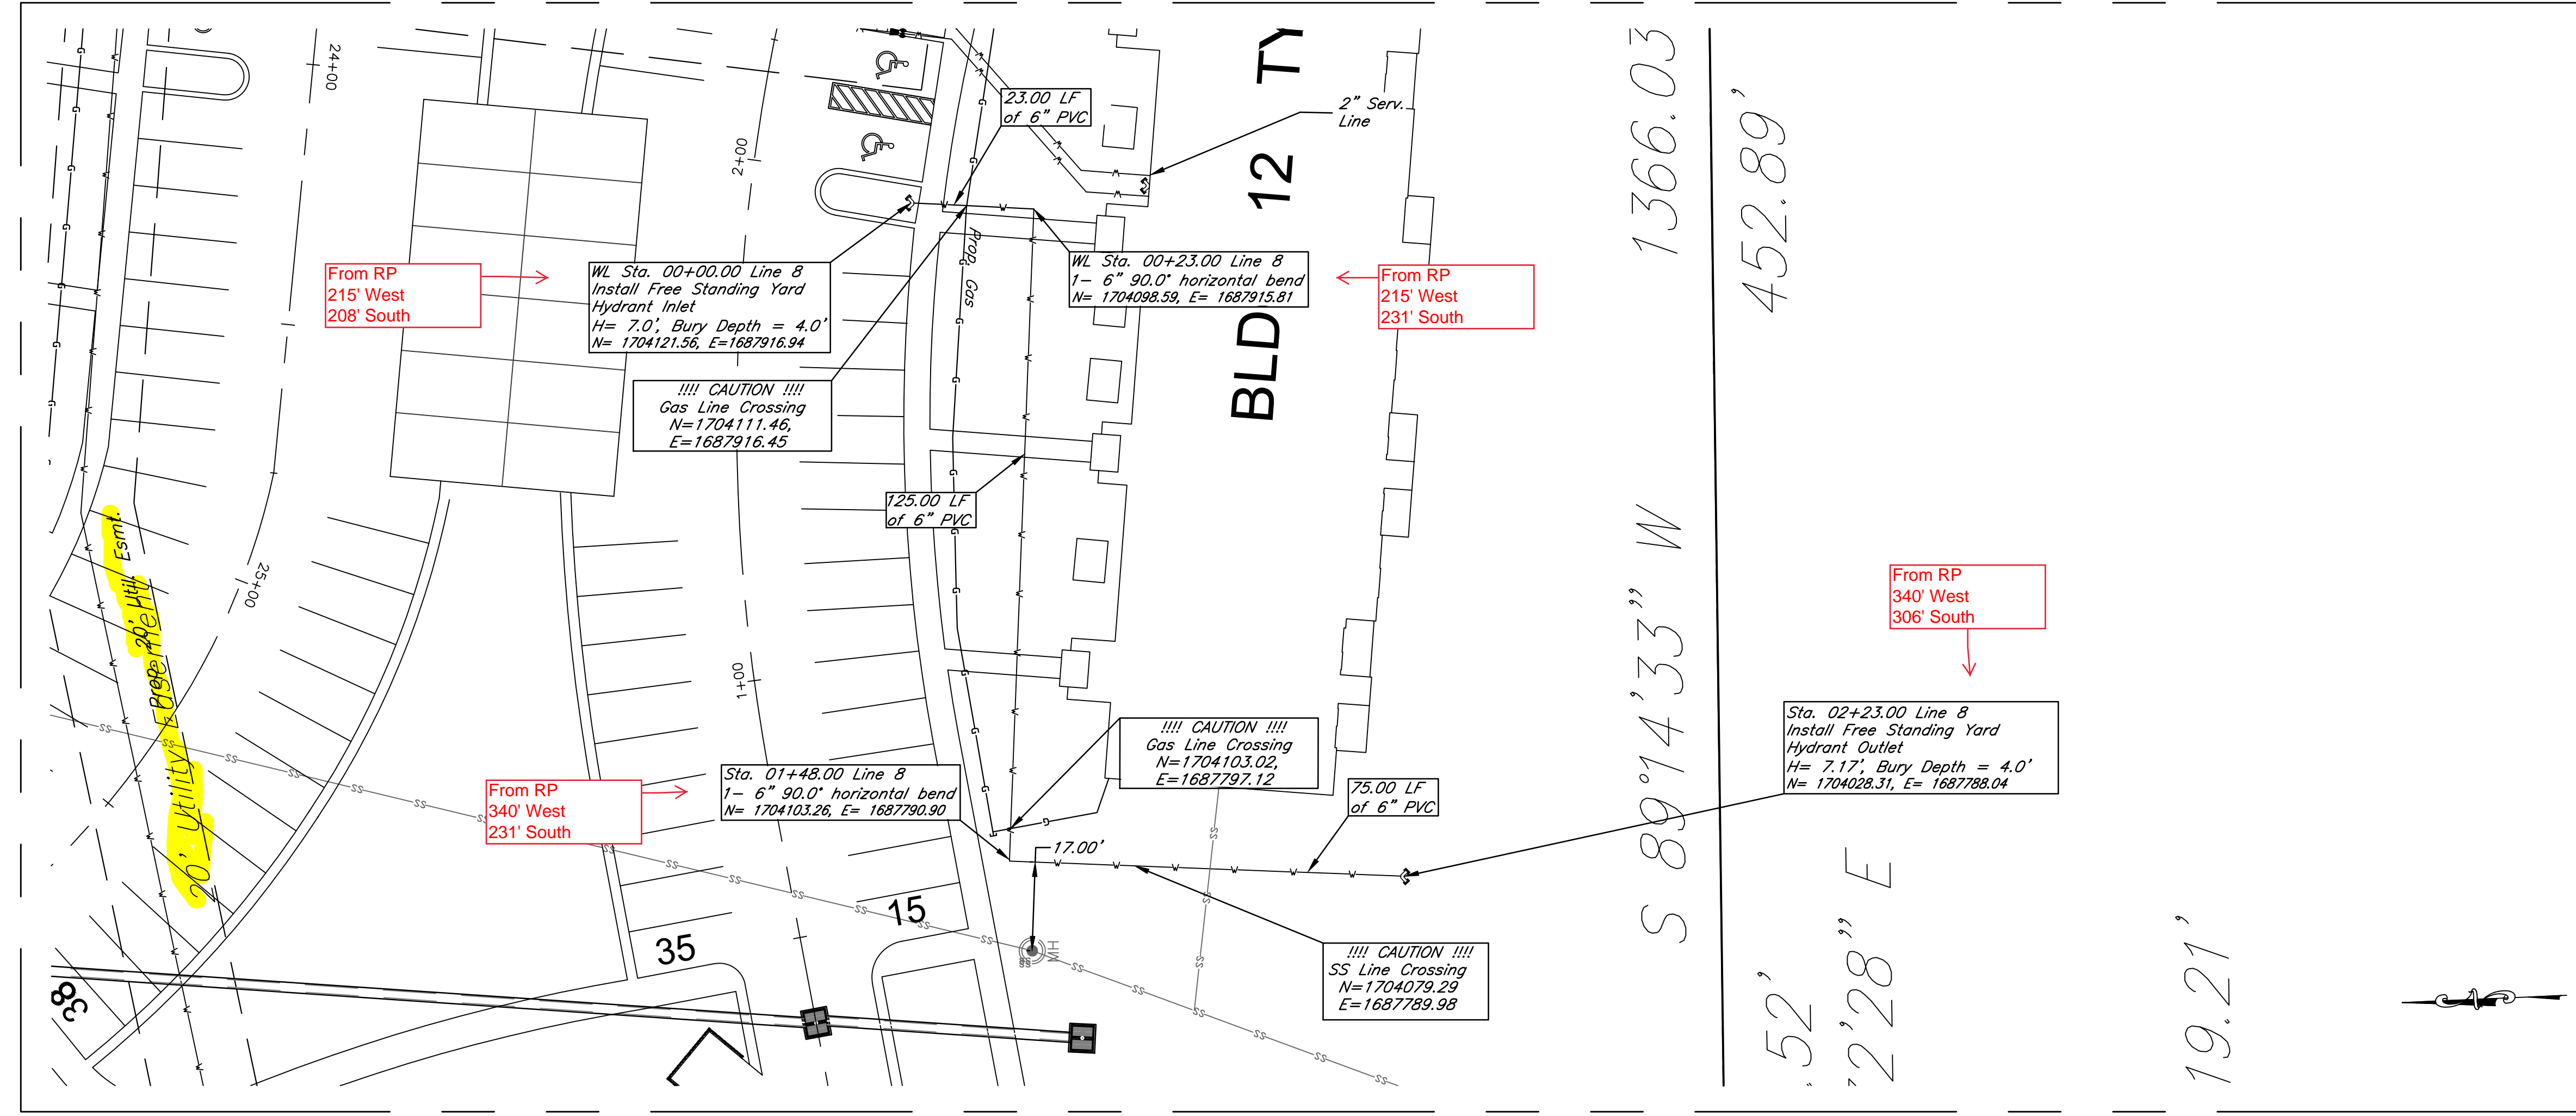 24+00
2+00
23.00 LF
of 6" PVC
2" Serv.
Line
BLD 12 TY
1366.03
452.89'
From RP
215' West
208' South
WL Sta. 00+00.00 Line 8
Install Free Standing Yard
Hydrant Inlet
H= 7.0', Bury Depth = 4.0'
N= 1704121.56, E=1687916.94
Prop. Gas
WL Sta. 00+23.00 Line 8
1- 6" 90.0° horizontal bend
N= 1704098.59, E= 1687915.81
From RP
215' West
231' South
!!!! CAUTION !!!!
Gas Line Crossing
N=1704111.46,
E=1687916.45
125.00 LF
of 6" PVC
25+00
Prop. 20' Util. Esmt.
20' Utility Easement
1+00
S 89°14'33" W
From RP
340' West
306' South
Sta. 02+23.00 Line 8
Install Free Standing Yard
Hydrant Outlet
H= 7.17', Bury Depth = 4.0'
N= 1704028.31, E= 1687788.04
!!!! CAUTION !!!!
Gas Line Crossing
N=1704103.02,
E=1687797.12
From RP
340' West
231' South
Sta. 01+48.00 Line 8
1- 6" 90.0° horizontal bend
N= 1704103.26, E= 1687790.90
75.00 LF
of 6" PVC
17.00'
15
35
38
MH
SS
!!!! CAUTION !!!!
SS Line Crossing
N=1704079.29
E=1687789.98
.52'
'2'28" E
19.21'